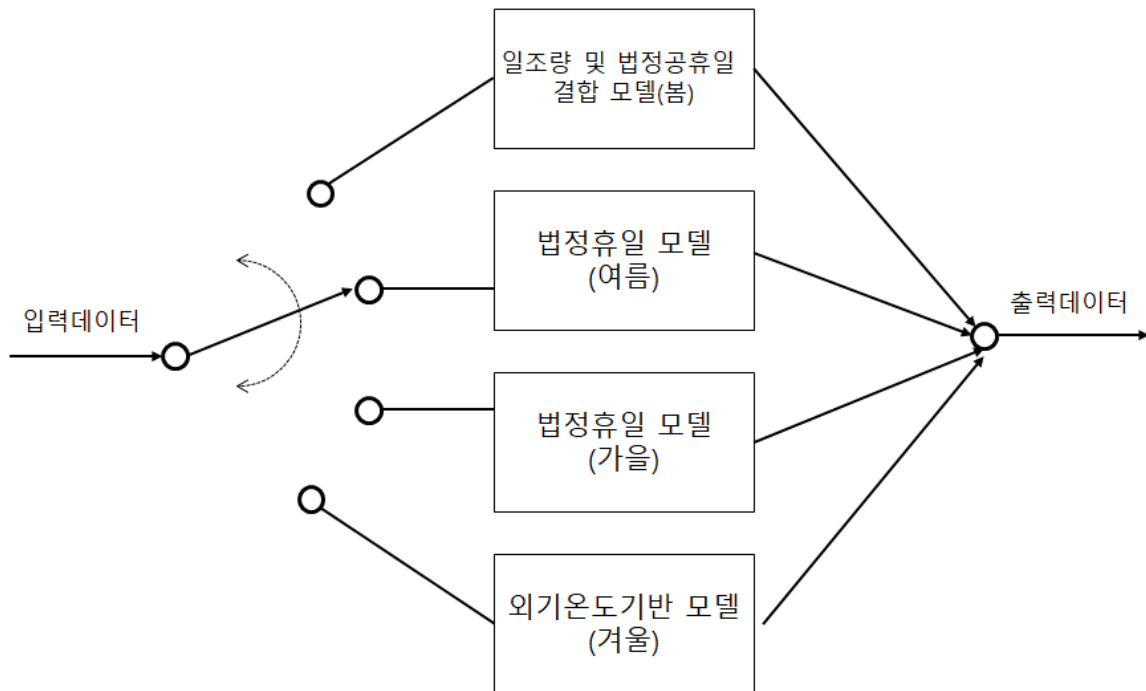 일조량 및 법정공휴일
결합 모델(봄)
법정휴일 모델
(여름)
입력데이터
출력데이터
법정휴일 모델
(가을)
외기온도기반 모델
(겨울)